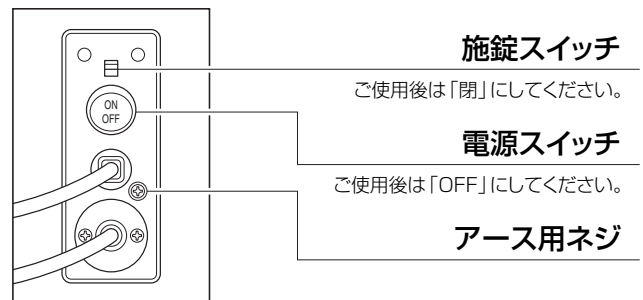 施錠スイッチ
ご使用後は「閉」にしてください。
ON
OFF
電源スイッチ
ご使用後は「OFF」にしてください。
アース用ネジ